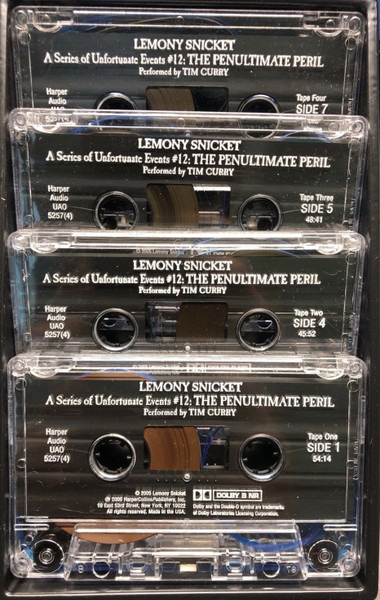 LEMONY SNICKET
A Series of Unfortunate Events #12: THE PENULTIMATE PERIL
Performed by TIM CURRY
Harper
Audio
UAO
Tape Four
SIDE 7
LEMONY SNICKET
A Series of Unfortunate Events #12: THE PENULTIMATE PERIL
Performed by TIM CURRY
Harper
Audio
UAO
5257(4)
Tape Three
SIDE 5
48:41
LEMONY SNICKET
A Series of Unfortunate Events #12: THE PENULTIMATE PERIL
Performed by TIM CURRY
Harper
Audio
UAO
5257(4)
Tape Two
SIDE 4
45:52
LEMONY SNICKET
A Series of Unfortunate Events #12: THE PENULTIMATE PERIL
Performed by TIM CURRY
Harper
Audio
UAO
5257(4)
Tape One
SIDE 1
54:14
© 2005 Lemony Snicket
℗ 2005 HarperCollinsPublishers, Inc.
10 East 53rd Street, New York, NY 10022
All rights reserved. Made in the USA.
DOLBY B NR
Dolby and the Double-D symbol are trademarks
of Dolby Laboratories Licensing Corporation.